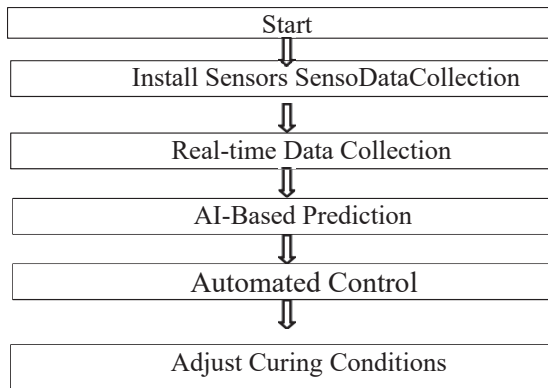 Start
Install Sensors SensoDataCollection
Real-time Data Collection
AI-Based Prediction
Automated Control
Adjust Curing Conditions